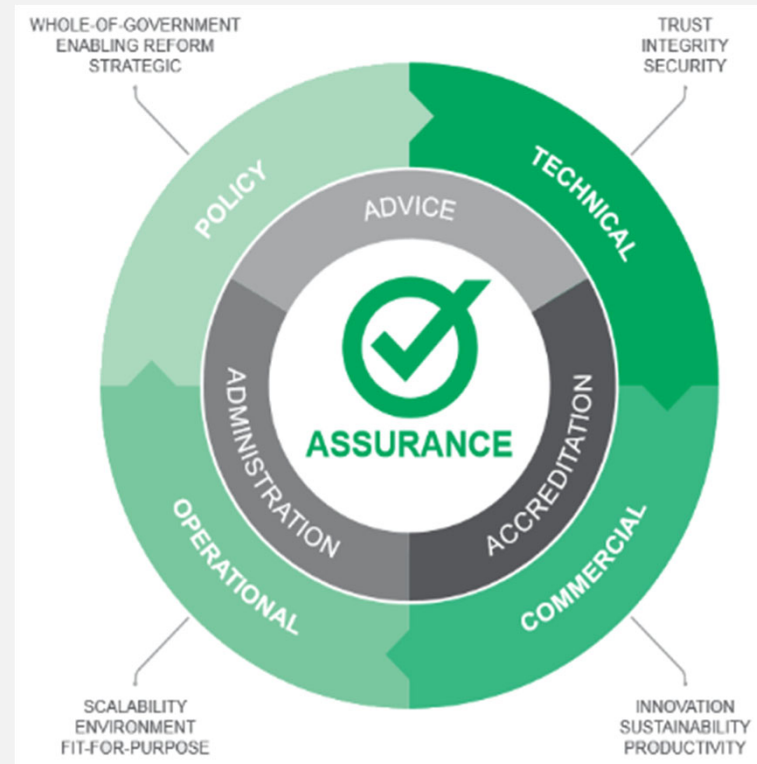 WHOLE-OF-GOVERNMENT
ENABLING REFORM
STRATEGIC
TRUST
INTEGRITY
SECURITY
POLICY
TECHNICAL
ADVICE
ADMINISTRATION
ACCREDITATION
ASSURANCE
OPERATIONAL
COMMERCIAL
SCALABILITY
ENVIRONMENT
FIT-FOR-PURPOSE
INNOVATION
SUSTAINABILITY
PRODUCTIVITY